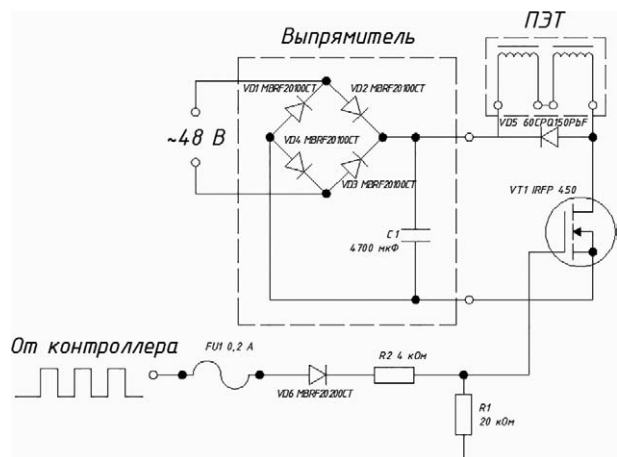 ПЭТ
Выпрямитель
VD1 MBRF20100CT
VD2 MBRF20100CT
VD5 60CPQ150PbF
~48 В
VD4 MBRF20100CT
VD3 MBRF20100CT
VT1 IRFP 450
C1
4700 мкФ
От контроллера
FU1 0,2 А
R2 4 кОм
VD6 MBRF20200CT
R1
20 кОм